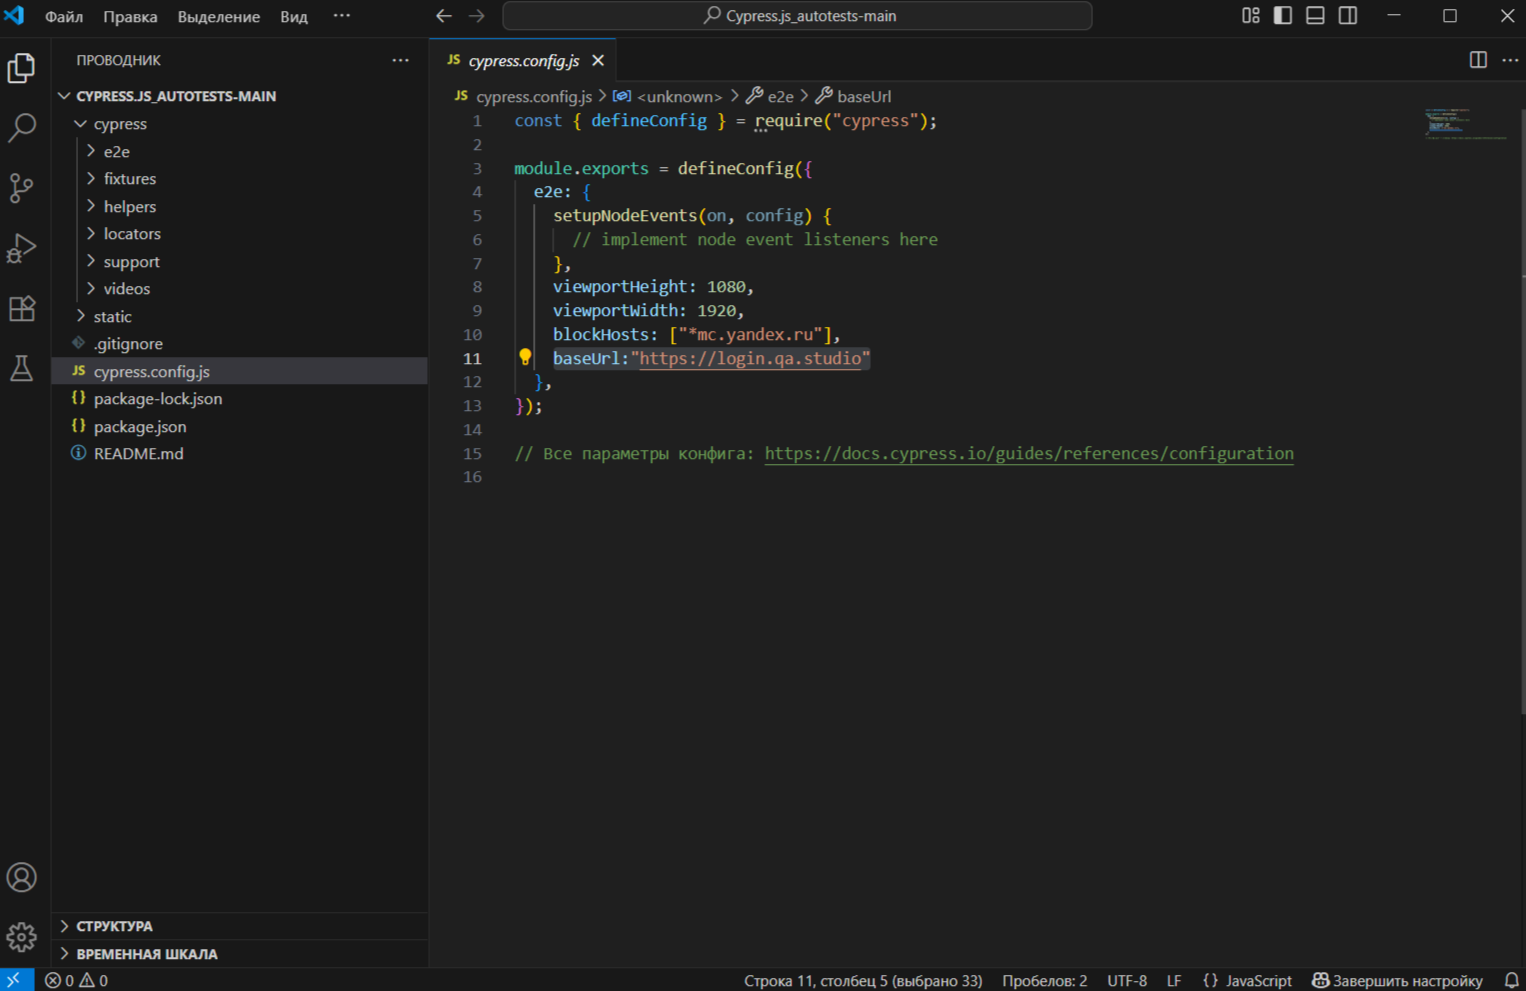 Файл Правка Выделение Вид ···
Cypress.js_autotests-main
ПРОВОДНИК
CYPRESS.JS_AUTOTESTS-MAIN
cypress
e2e
fixtures
helpers
locators
support
videos
static
.gitignore
JS cypress.config.js
{} package-lock.json
{} package.json
README.md
СТРУКТУРА
ВРЕМЕННАЯ ШКАЛА
JS cypress.config.js
JS cypress.config.js > <unknown> > e2e > baseUrl
1 const { defineConfig } = require("cypress");
2
3 module.exports = defineConfig({
4 e2e: {
5 setupNodeEvents(on, config) {
6 // implement node event listeners here
7 },
8 viewportHeight: 1080,
9 viewportWidth: 1920,
10 blockHosts: ["*mc.yandex.ru"],
11 baseUrl:"https://login.qa.studio"
12 },
13 });
14
15 // Все параметры конфига: https://docs.cypress.io/guides/references/configuration
16
0 0 Строка 11, столбец 5 (выбрано 33) Пробелов: 2 UTF-8 LF {} JavaScript Завершить настройку